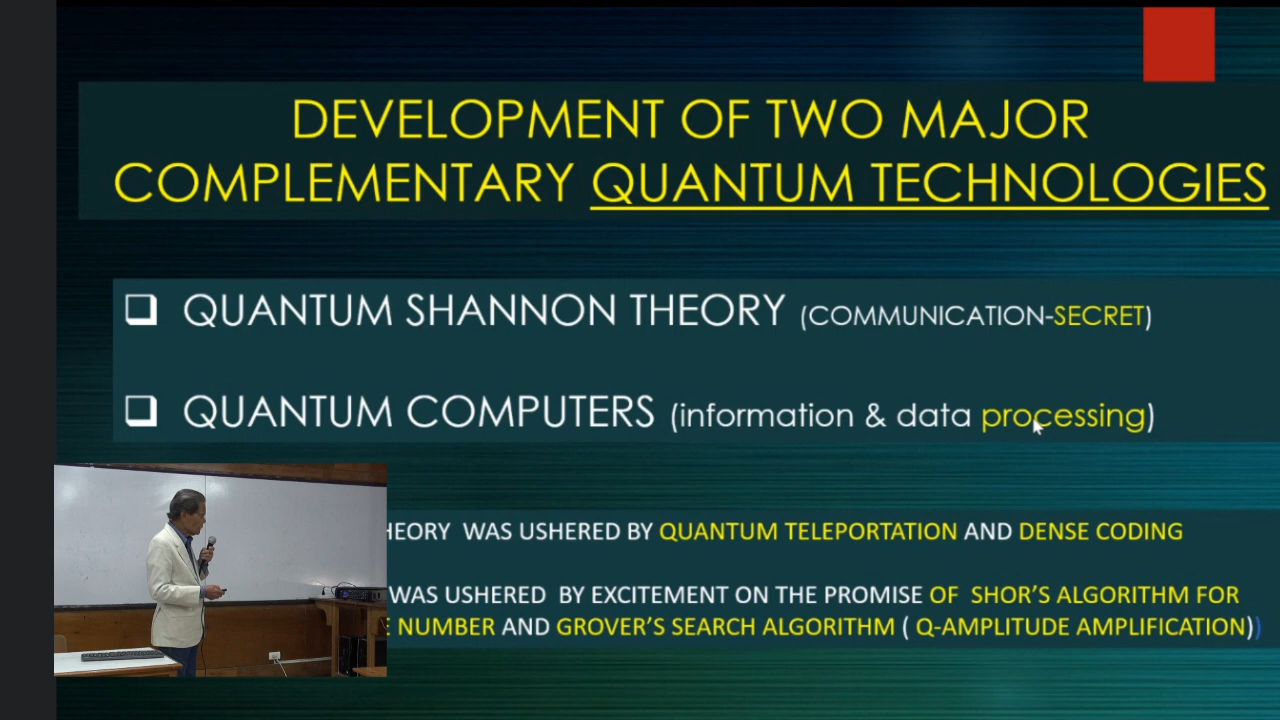 DEVELOPMENT OF TWO MAJOR
COMPLEMENTARY QUANTUM TECHNOLOGIES
❑ QUANTUM SHANNON THEORY (COMMUNICATION-SECRET)
❑ QUANTUM COMPUTERS (information & data processing)
HEORY WAS USHERED BY QUANTUM TELEPORTATION AND DENSE CODING
WAS USHERED BY EXCITEMENT ON THE PROMISE OF SHOR'S ALGORITHM FOR
E NUMBER AND GROVER'S SEARCH ALGORITHM ( Q-AMPLITUDE AMPLIFICATION))